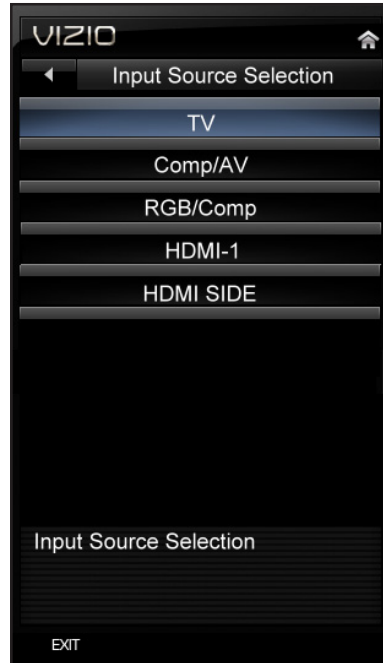 VIZIO
Input Source Selection
TV
Comp/AV
RGB/Comp
HDMI-1
HDMI SIDE
Input Source Selection
EXIT